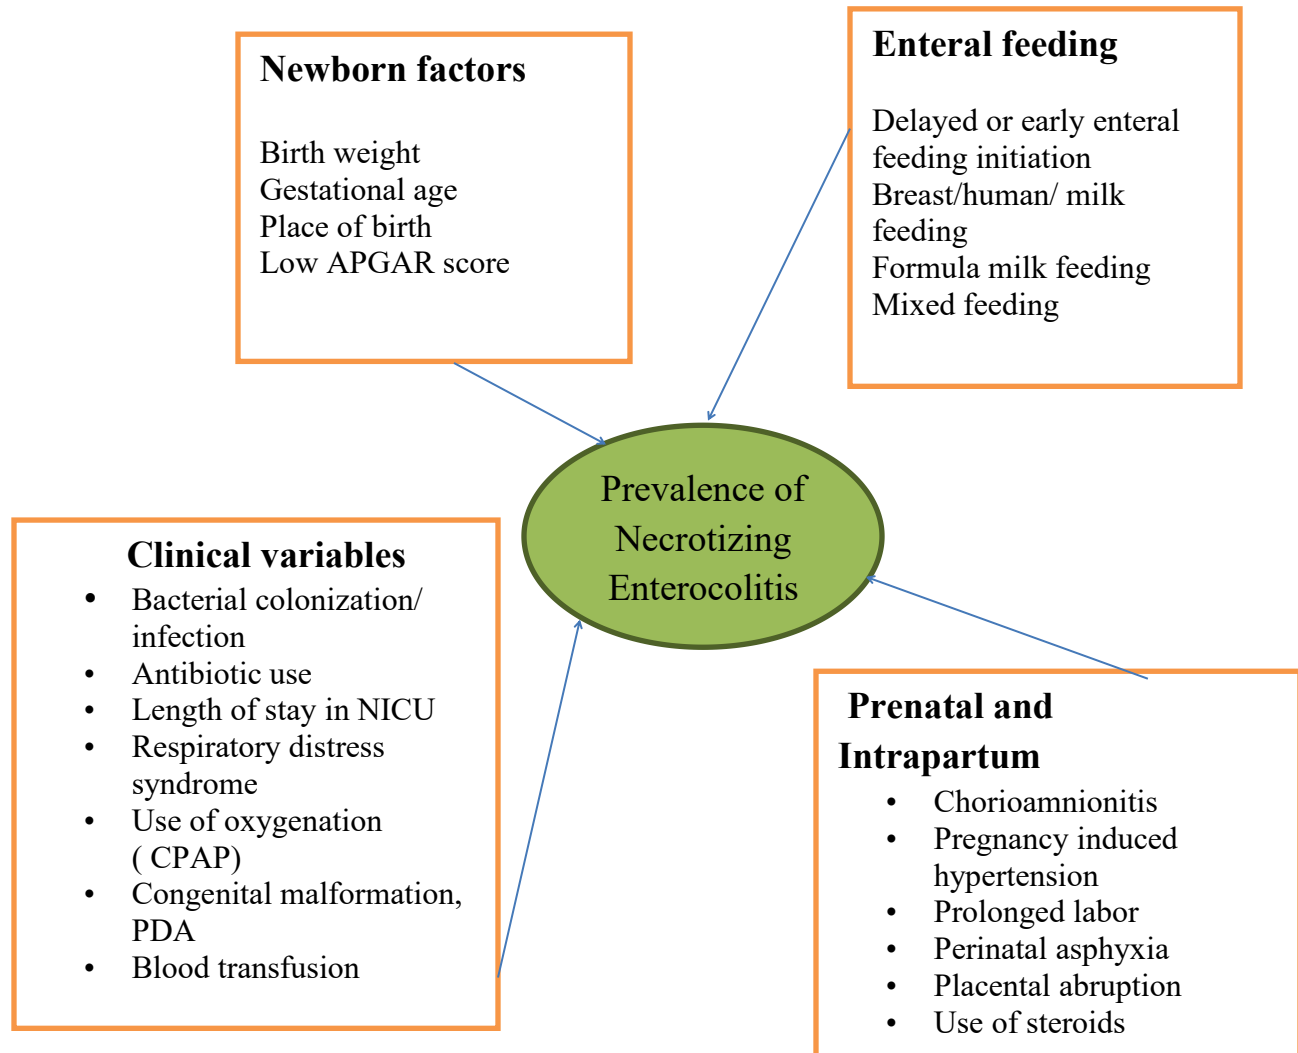 Newborn factors
Birth weight
Gestational age
Place of birth
Low APGAR score
Enteral feeding
Delayed or early enteral
feeding initiation
Breast/human/ milk
feeding
Formula milk feeding
Mixed feeding
Prevalence of
Necrotizing
Enterocolitis
Clinical variables
• Bacterial colonization/
infection
• Antibiotic use
• Length of stay in NICU
• Respiratory distress
syndrome
• Use of oxygenation
( CPAP)
• Congenital malformation,
PDA
• Blood transfusion
Prenatal and
Intrapartum
• Chorioamnionitis
• Pregnancy induced
hypertension
• Prolonged labor
• Perinatal asphyxia
• Placental abruption
• Use of steroids